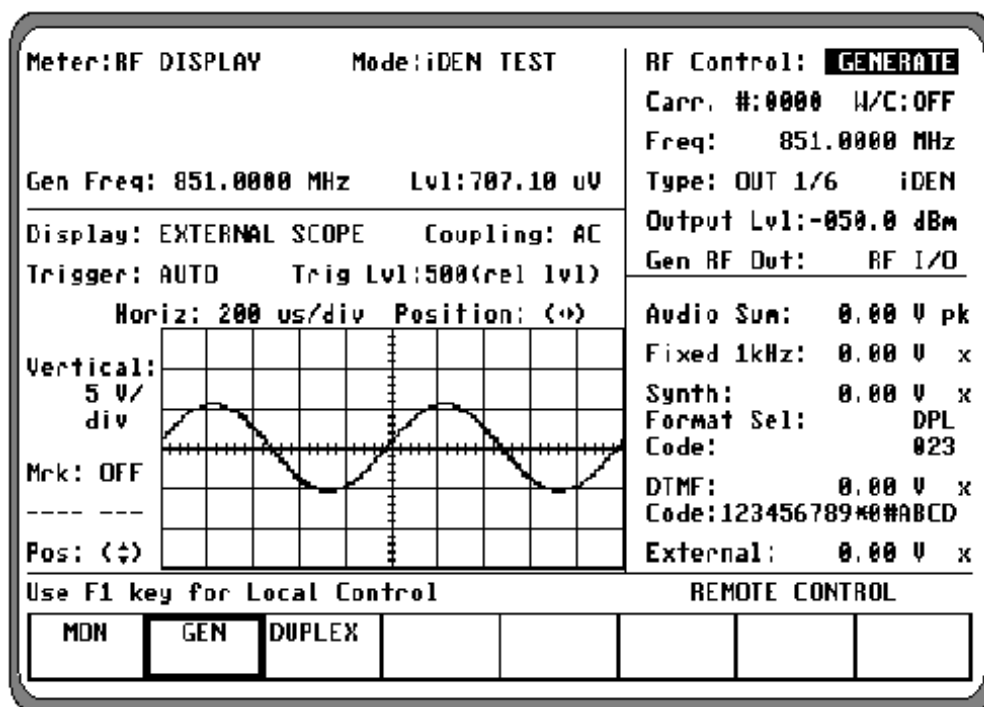 Meter:RF DISPLAY Mode:iDEN TEST
Gen Freq: 851.0000 MHz Lvl:707.10 uV
Display: EXTERNAL SCOPE Coupling: AC
Trigger: AUTO Trig Lvl:500(rel lvl)
Horiz: 200 us/div Position: (↔)
Vertical:
5 V/
div
Mrk: OFF
---- ---
Pos: (↕)
RF Control: GENERATE
Carr. #:0000 W/C:OFF
Freq: 851.0000 MHz
Type: OUT 1/6 iDEN
Output Lvl:-050.0 dBm
Gen RF Out: RF I/O
Audio Sum: 0.00 V pk
Fixed 1kHz: 0.00 V x
Synth: 0.00 V x
Format Sel: DPL
Code: 023
DTMF: 0.00 V x
Code:123456789*0#ABCD
External: 0.00 V x
Use F1 key for Local Control REMOTE CONTROL
MON GEN DUPLEX